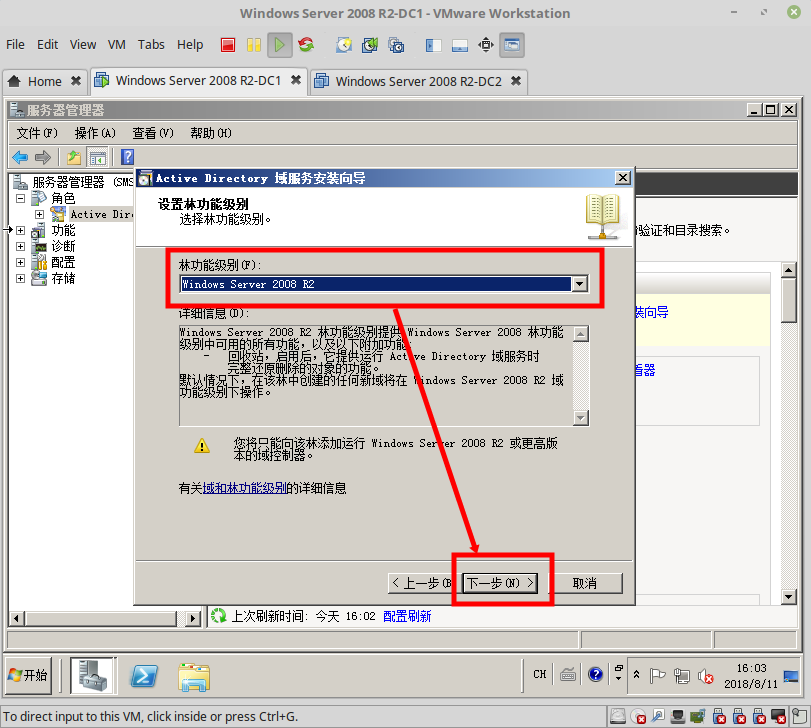 Windows Server 2008 R2-DC1 - VMware Workstation
File Edit View VM Tabs Help
Home
Windows Server 2008 R2-DC1
Windows Server 2008 R2-DC2
服务器管理器
文件(F) 操作(A) 查看(V) 帮助(H)
服务器管理器 (SMS
角色
Active Dire
功能
诊断
配置
存储
Active Directory 域服务安装向导
设置林功能级别
选择林功能级别。
验证和目录搜索。
林功能级别(F):
Windows Server 2008 R2
装向导
详细信息(D):
Windows Server 2008 R2 林功能级别提供 Windows Server 2008 林功能
级别中可用的所有功能，以及以下附加功能:
- 回收站，启用后，它提供运行 Active Directory 域服务时
完整还原删除的对象的功能。
看器
默认情况下，在该林中创建的任何新域将在 Windows Server 2008 R2 域
功能级别下操作。
您将只能向该林添加运行 Windows Server 2008 R2 或更高版
本的域控制器。
有关域和林功能级别的详细信息
< 上一步(B 下一步(N) > 取消
上次刷新时间: 今天 16:02 配置刷新
开始
CH
16:03
2018/8/11
To direct input to this VM, click inside or press Ctrl+G.